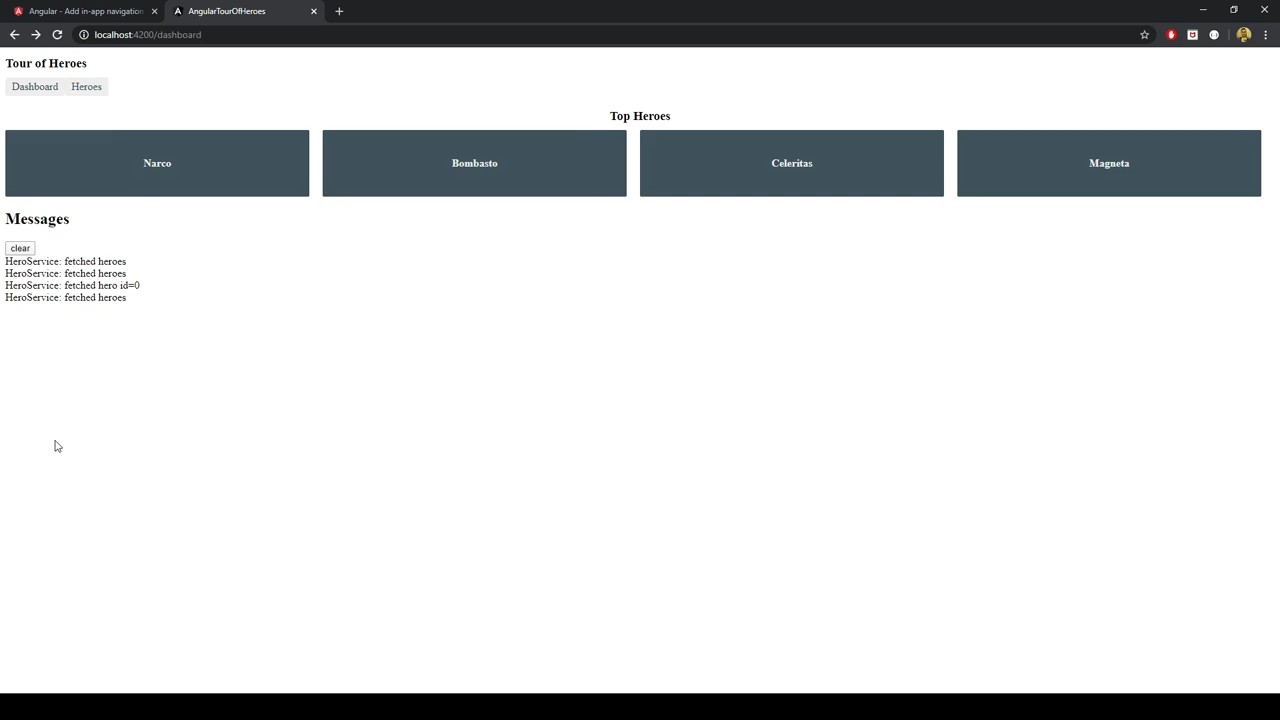 Angular - Add in-app navigation
AngularTourOfHeroes
localhost:4200/dashboard
Tour of Heroes
Dashboard Heroes
Top Heroes
Narco Bombasto Celeritas Magneta
Messages
clear
HeroService: fetched heroes
HeroService: fetched heroes
HeroService: fetched hero id=0
HeroService: fetched heroes